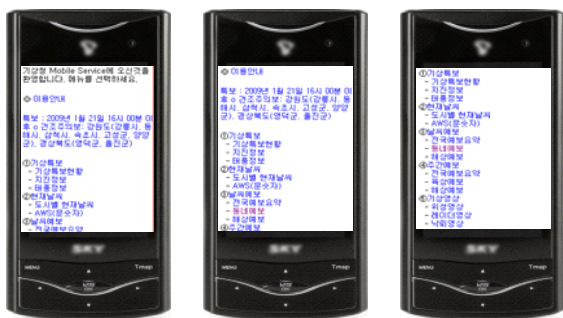 기상청 Mobile Service에 오신것을
환영합니다. 메뉴를 선택하세요.
◈ 이용안내
특보 : 2009년 1월 21일 16시 00분 이
후 o 건조주의보: 강원도(강릉시, 동
해시, 삼척시, 속초시, 고성군, 양양
군), 경상북도(영덕군, 울진군)
①기상특보
- 기상특보현황
- 지진정보
- 태풍정보
②현재날씨
- 도시별 현재날씨
- AWS(문숫자)
③날씨예보
- 전국예보요약
SKY
MENU
Tmap
◈ 이용안내
특보 : 2009년 1월 21일 16시 00분 이
후 o 건조주의보: 강원도(강릉시, 동
해시, 삼척시, 속초시, 고성군, 양양
군), 경상북도(영덕군, 울진군)
①기상특보
- 기상특보현황
- 지진정보
- 태풍정보
②현재날씨
- 도시별 현재날씨
- AWS(문숫자)
③날씨예보
- 전국예보요약
- 동네예보
- 해상예보
④주간예보
SKY
MENU
Tmap
①기상특보
- 기상특보현황
- 지진정보
- 태풍정보
②현재날씨
- 도시별 현재날씨
- AWS(문숫자)
③날씨예보
- 전국예보요약
- 동네예보
- 해상예보
④주간예보
- 전국예보요약
- 육상예보
- 해상예보
⑤기상영상
- 위성영상
- 레이더영상
- 낙뢰영상
SKY
MENU
Tmap